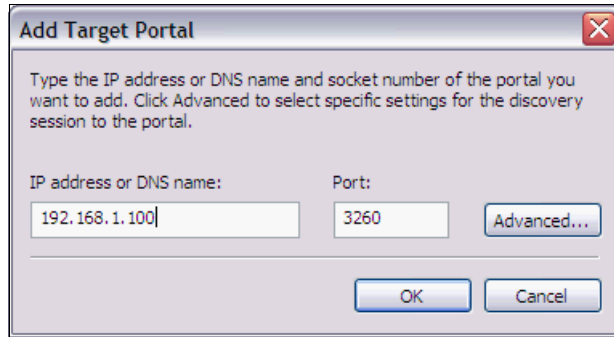 Add Target Portal
Type the IP address or DNS name and socket number of the portal you
want to add. Click Advanced to select specific settings for the discovery
session to the portal.
IP address or DNS name: Port:
192.168.1.100 3260 Advanced...
OK Cancel